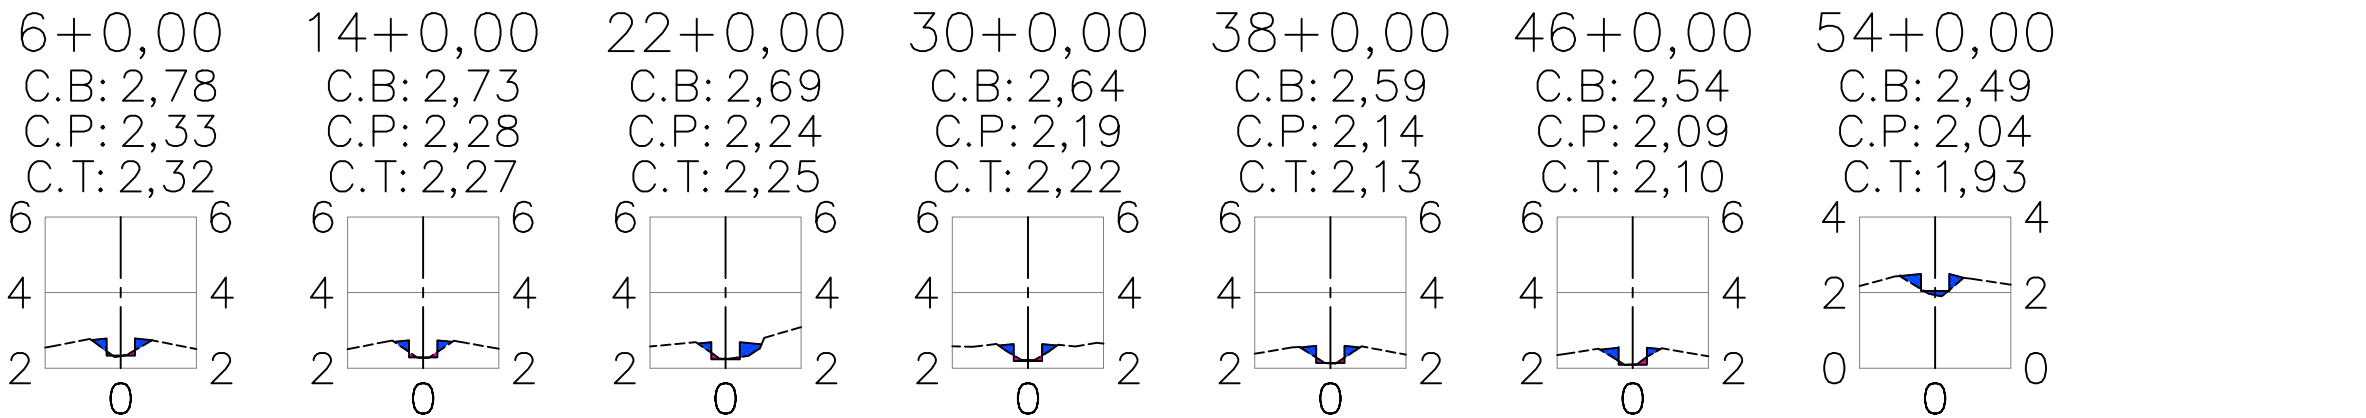 6+0,00 14+0,00 22+0,00 30+0,00 38+0,00 46+0,00 54+0,00
C.B: 2,78 C.B: 2,73 C.B: 2,69 C.B: 2,64 C.B: 2,59 C.B: 2,54 C.B: 2,49
C.P: 2,33 C.P: 2,28 C.P: 2,24 C.P: 2,19 C.P: 2,14 C.P: 2,09 C.P: 2,04
C.T: 2,32 C.T: 2,27 C.T: 2,25 C.T: 2,22 C.T: 2,13 C.T: 2,10 C.T: 1,93
6 6 6 6 6 6 6 6 6 6 6 6 4 4
4 4 4 4 4 4 4 4 4 4 4 4 2 2
2 2 2 2 2 2 2 2 2 2 2 2 0 0
0 0 0 0 0 0 0